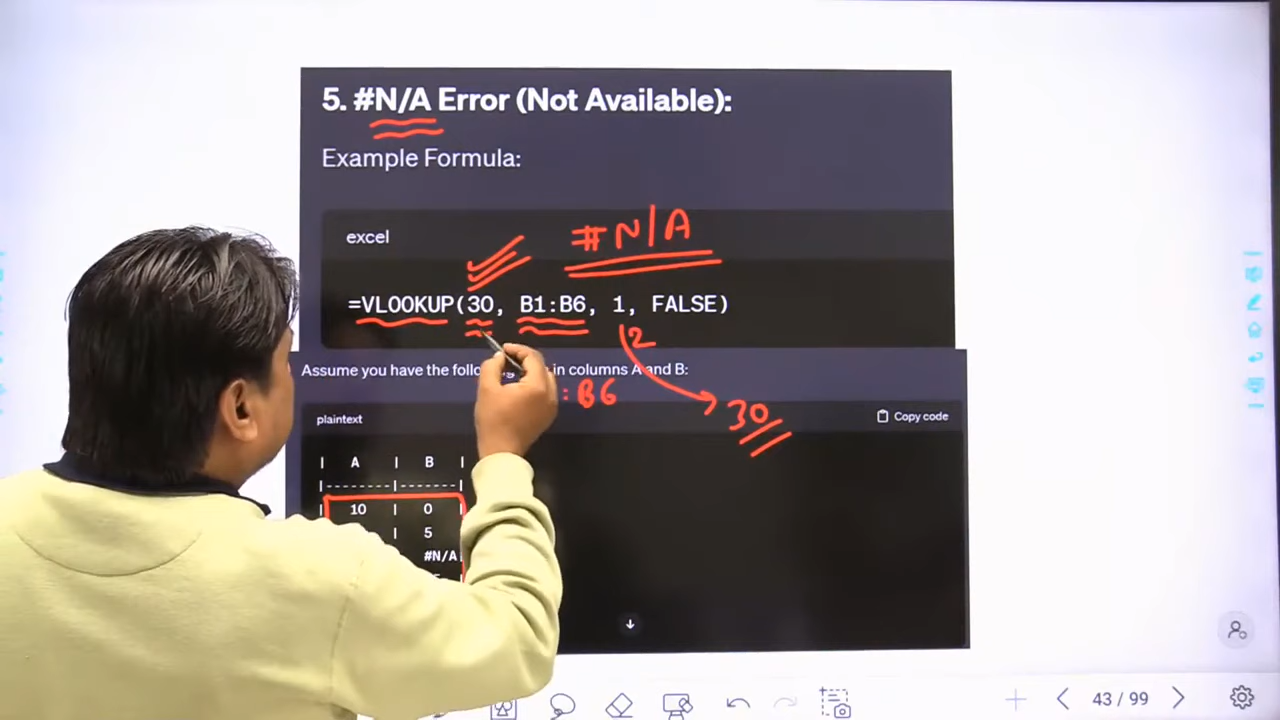 5. #N/A Error (Not Available):
Example Formula:
excel
#N/A
=VLOOKUP(30, B1:B6, 1, FALSE)
2
Assume you have the in columns A and B:
: B6
30
plaintext
Copy code
| A | B |
|--------|--------|
| 10 | 0 |
| 5
#N/A
43 / 99